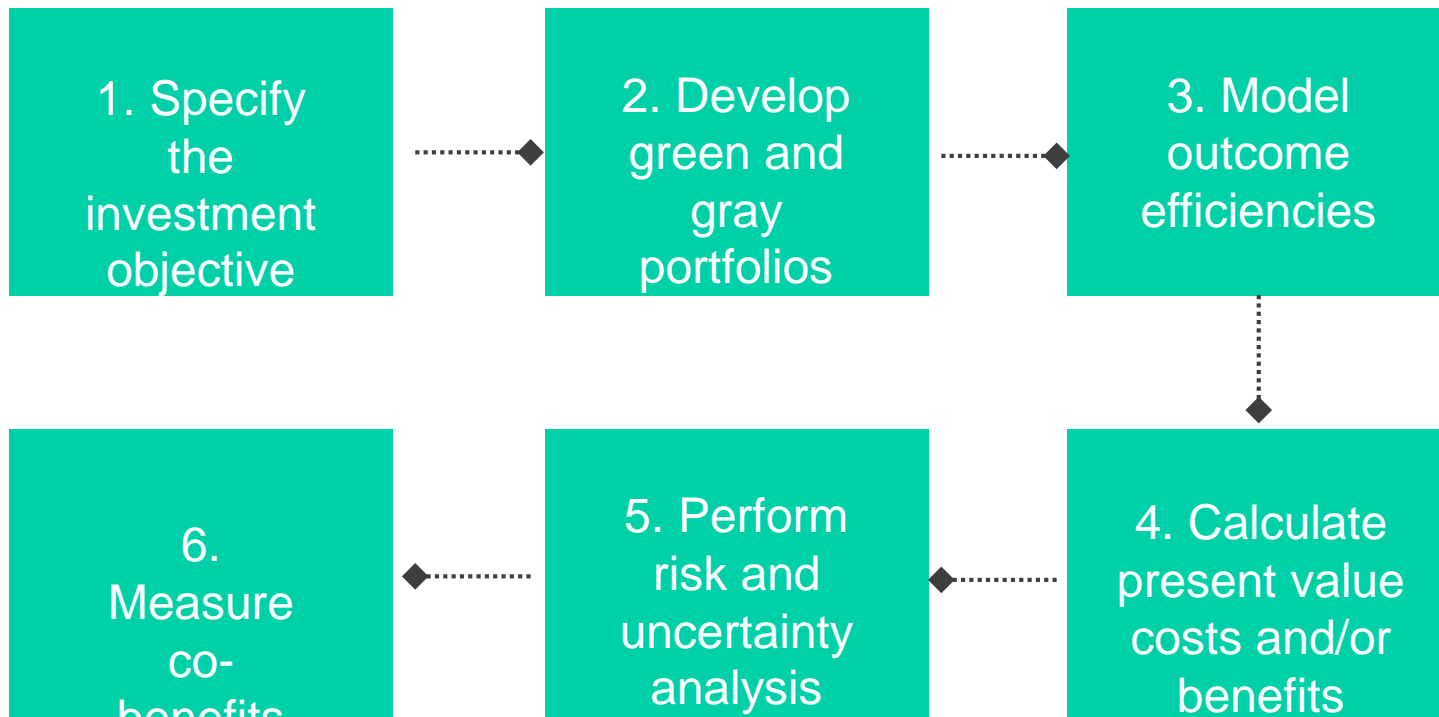 1. Specify
the
investment
objective
2. Develop
green and
gray
portfolios
3. Model
outcome
efficiencies
4. Calculate
present value
costs and/or
benefits
5. Perform
risk and
uncertainty
analysis
6.
Measure
co-
benefits